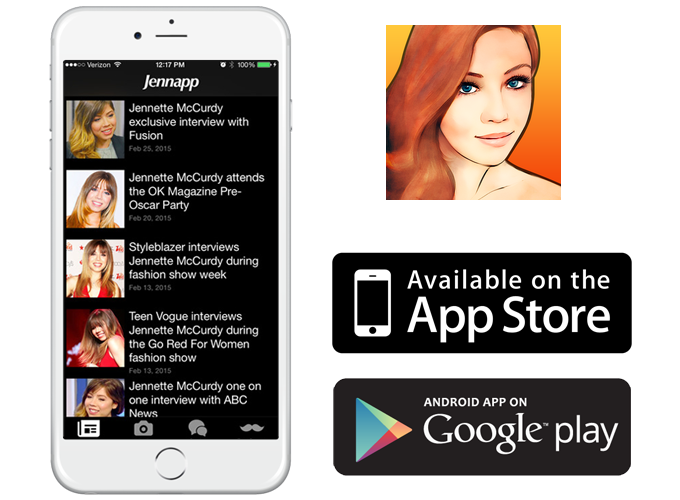 Verizon 12:17 PM 100%
Jennapp
Jennette McCurdy
exclusive interview with
Fusion
Feb 25, 2015
Jennette McCurdy attends
the OK Magazine Pre-
Oscar Party
Feb 20, 2015
Styleblazer interviews
Jennette McCurdy during
fashion show week
Feb 13, 2015
Teen Vogue interviews
Jennette McCurdy during
the Go Red For Women
fashion show
Feb 13, 2015
Jennette McCurdy one on
one interview with ABC
News
Available on the
App Store
ANDROID APP ON
Google™ play